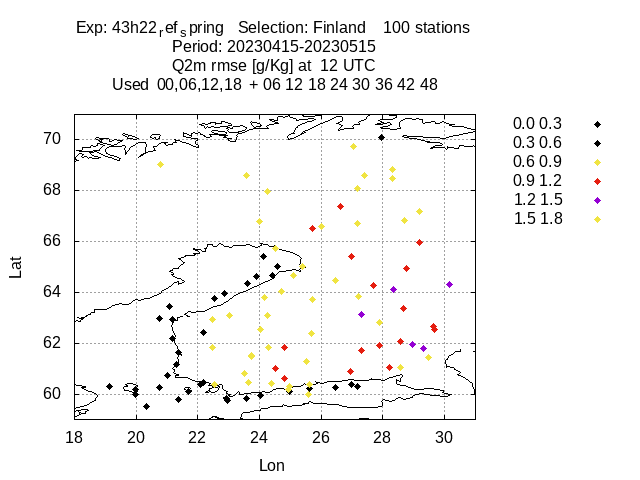 Exp: 43h22ref spring Selection: Finland 100 stations
Period: 20230415-20230515
Q2m rmse [g/Kg] at 12 UTC
Used 00,06,12,18 + 06 12 18 24 30 36 42 48
0.0 0.3
0.3 0.6
0.6 0.9
0.9 1.2
1.2 1.5
1.5 1.8
70
68
66
64
62
60
Lat
18 20 22 24 26 28 30
Lon